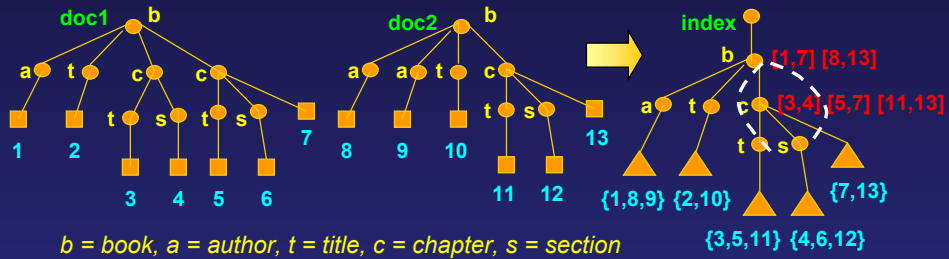 doc1
b
a
t
c
c
t
s
t
s
1
2
3
4
5
6
7
doc2
b
a
a
t
c
t
s
8
9
10
11
12
13
index
b [1,7] [8,13]
a
t
c [3,4] [5,7] [11,13]
t
s
{1,8,9} {2,10} {7,13}
{3,5,11} {4,6,12}
b = book, a = author, t = title, c = chapter, s = section